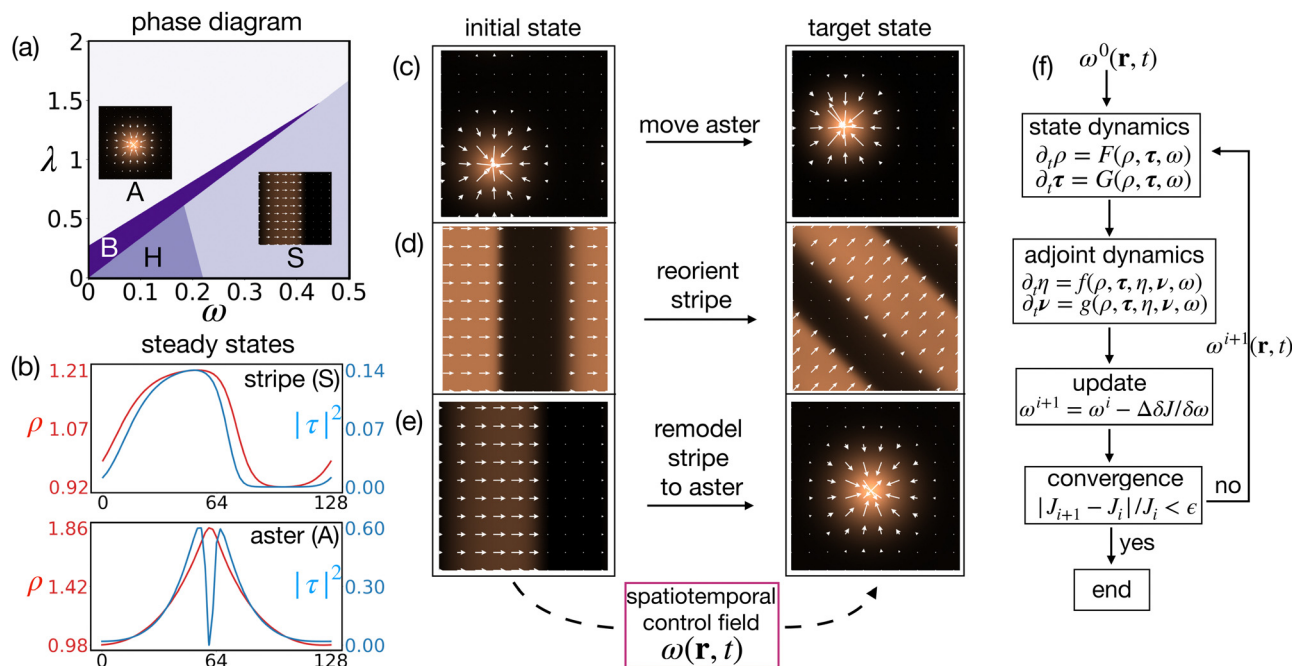 (a)
phase diagram
2
1.5
1
0.5
0
λ
A
B
H
S
0 0.1 0.2 0.3 0.4 0.5
ω
(b)
steady states
1.21
1.07
0.92
ρ
stripe (S)
|τ|²
0.14
0.07
0.00
0 64 128
1.86
1.42
0.98
ρ
aster (A)
|τ|²
0.60
0.30
0.00
0 64 128
initial state
target state
(c)
move aster
(d)
reorient
stripe
(e)
remodel
stripe
to aster
spatiotemporal
control field
ω(r, t)
(f)
ω⁰(r, t)
state dynamics
∂ₜρ = F(ρ, τ, ω)
∂ₜτ = G(ρ, τ, ω)
adjoint dynamics
∂ₜη = f(ρ, τ, η, ν, ω)
∂ₜν = g(ρ, τ, η, ν, ω)
ωⁱ⁺¹(r, t)
update
ωⁱ⁺¹ = ωⁱ − ΔδJ/δω
convergence
|Jᵢ₊₁ − Jᵢ|/Jᵢ < ϵ
no
yes
end